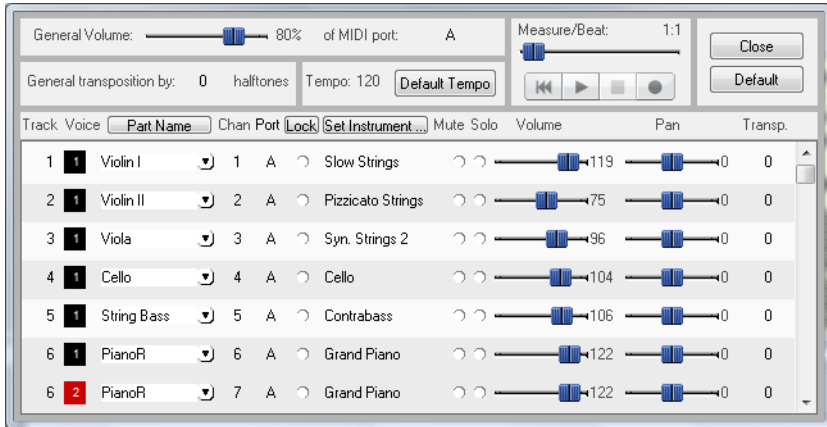 General Volume: 80% of MIDI port: A
Measure/Beat: 1:1
Close
General transposition by: 0 halftones
Tempo: 120 Default Tempo
Default
Track Voice Part Name Chan Port Lock Set Instrument ... Mute Solo Volume Pan Transp.
1 1 Violin I 1 A Slow Strings 119 0 0
2 1 Violin II 2 A Pizzicato Strings 75 0 0
3 1 Viola 3 A Syn. Strings 2 96 0 0
4 1 Cello 4 A Cello 104 0 0
5 1 String Bass 5 A Contrabass 106 0 0
6 1 PianoR 6 A Grand Piano 122 0 0
6 2 PianoR 7 A Grand Piano 122 0 0